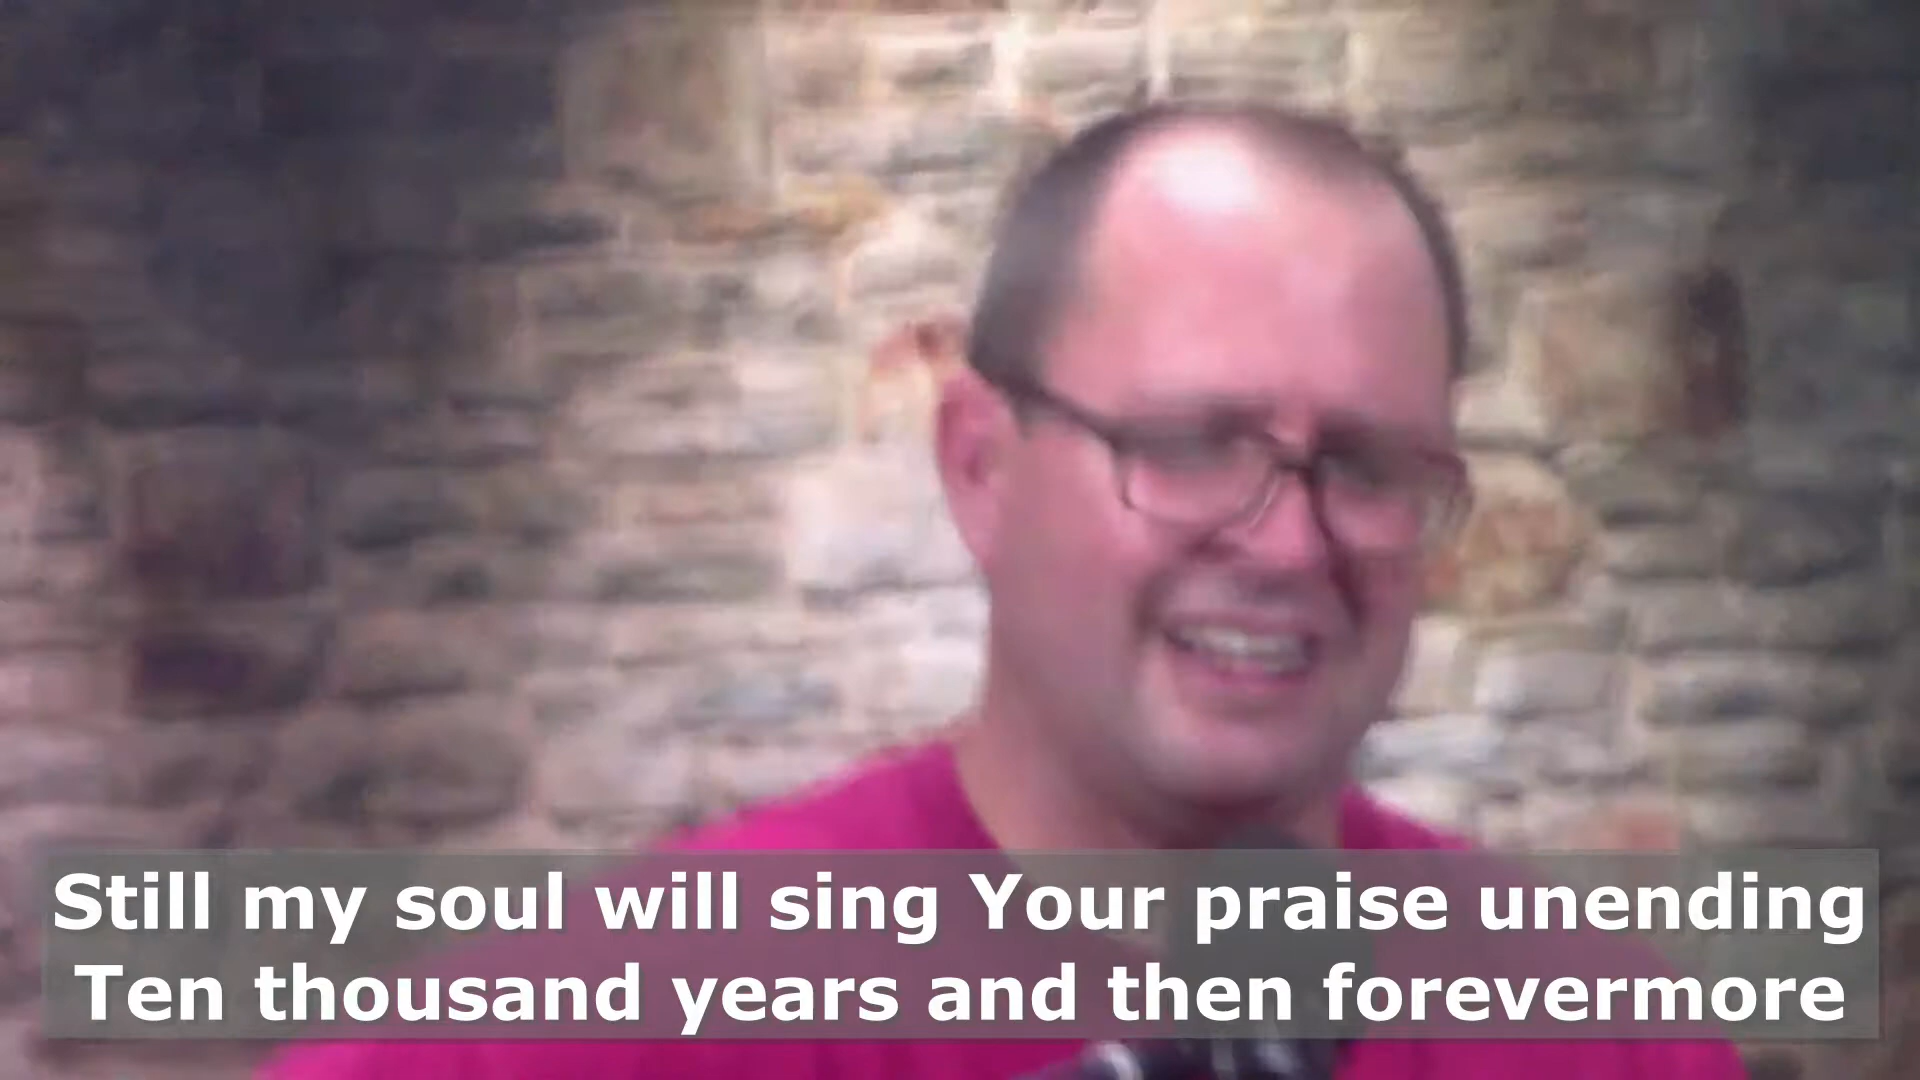 Still my soul will sing Your praise unending
Ten thousand years and then forevermore